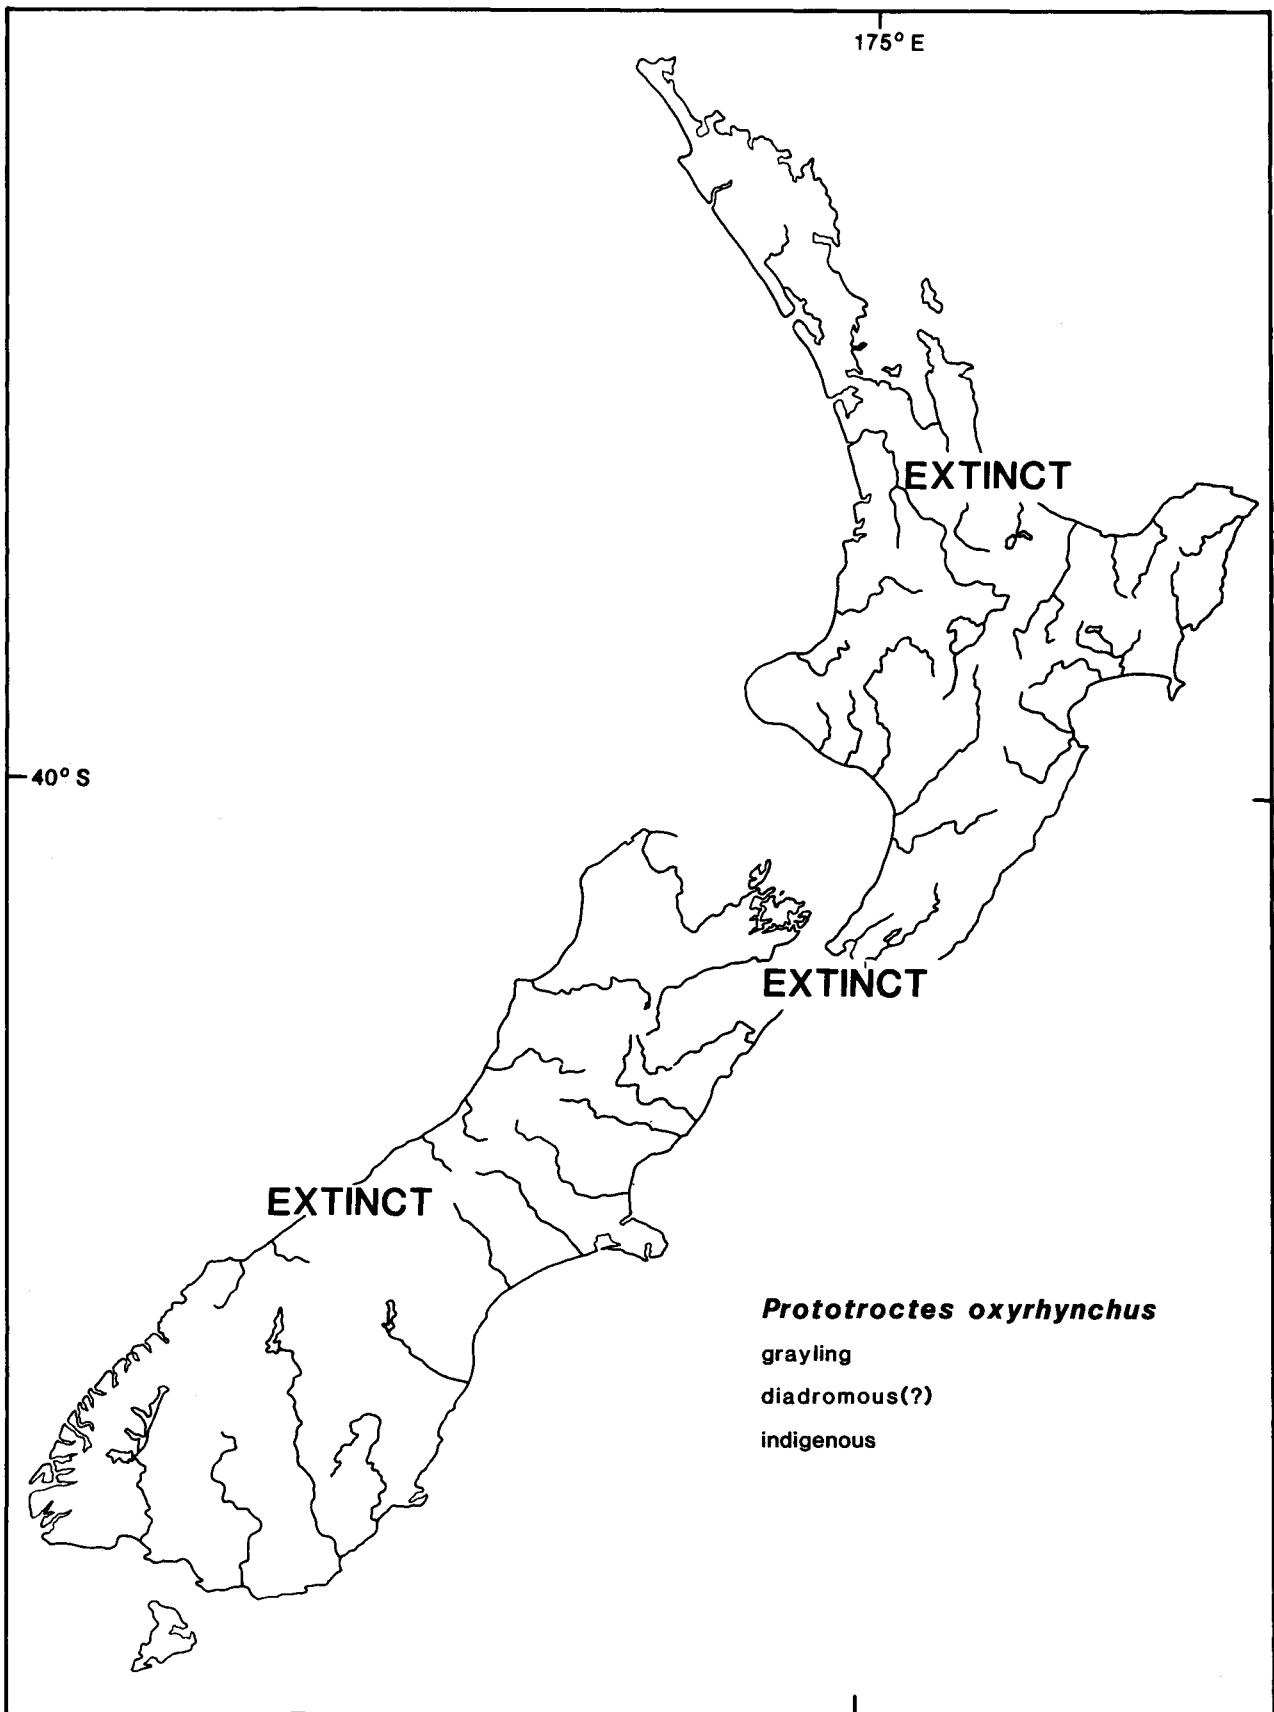 175° E
EXTINCT
40° S
EXTINCT
EXTINCT
Prototroctes oxyrhynchus
grayling
diadromous(?)
indigenous